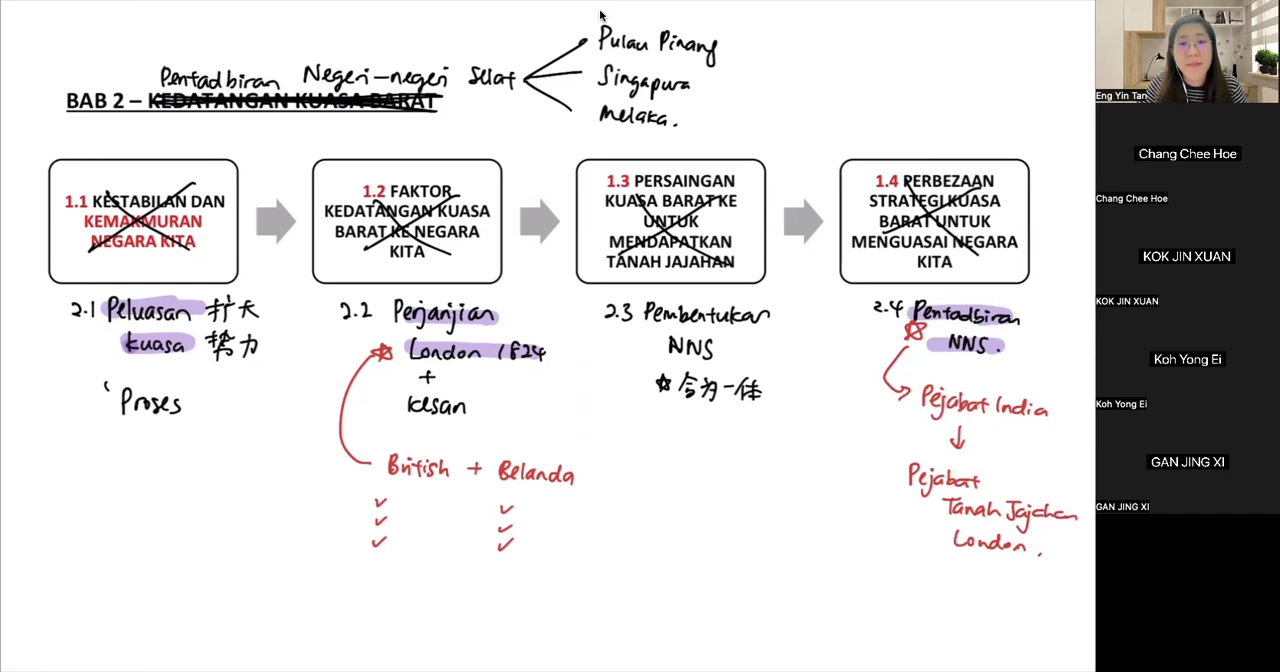 Pentadbiran Negeri-negeri Selat
Pulau Pinang
Singapura
Melaka.
BAB 2 – KEDATANGAN KUASA BARAT
1.1 KESTABILAN DAN
KEMAKMURAN
NEGARA KITA
1.2 FAKTOR
KEDATANGAN KUASA
BARAT KE NEGARA
KITA
1.3 PERSAINGAN
KUASA BARAT KE
UNTUK
MENDAPATKAN
TANAH JAJAHAN
1.4 PERBEZAAN
STRATEGI KUASA
BARAT UNTUK
MENGUASAI NEGARA
KITA
2.1 Peluasan 扩大
kuasa 势力
Proses
2.2 Perjanjian
London 1824
+
kesan
British + Belanda
2.3 Pembentukan
NNS
合为一体
2.4 Pentadbiran
NNS.
Pejabat India
Pejabat
Tanah Jajahan
London.
Eng Yin Tan
Chang Chee Hoe
Chang Chee Hoe
KOK JIN XUAN
KOK JIN XUAN
Koh Yong Ei
Koh Yong Ei
GAN JING XI
GAN JING XI